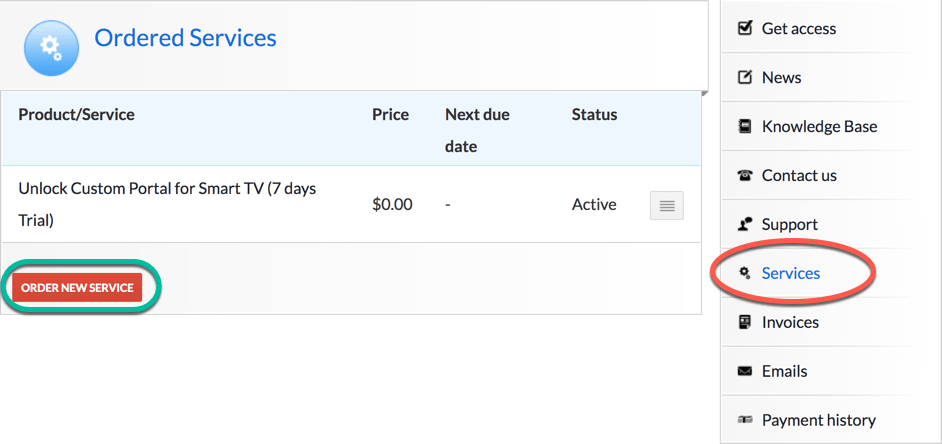 Ordered Services
Product/Service Price Next due date Status
Unlock Custom Portal for Smart TV (7 days
Trial) $0.00 - Active
ORDER NEW SERVICE
Get access
News
Knowledge Base
Contact us
Support
Services
Invoices
Emails
Payment history